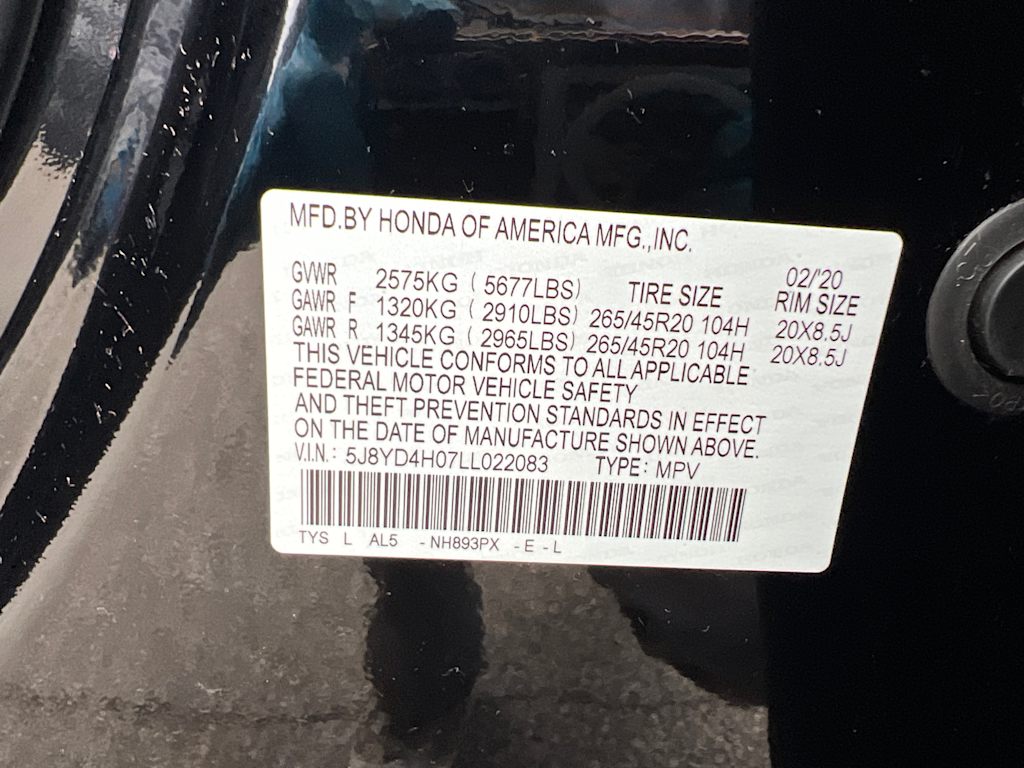 MFD.BY HONDA OF AMERICA MFG.,INC.
02/'20
GVWR 2575KG ( 5677LBS) TIRE SIZE RIM SIZE
GAWR F 1320KG ( 2910LBS) 265/45R20 104H 20X8.5J
GAWR R 1345KG ( 2965LBS) 265/45R20 104H 20X8.5J
THIS VEHICLE CONFORMS TO ALL APPLICABLE
FEDERAL MOTOR VEHICLE SAFETY
AND THEFT PREVENTION STANDARDS IN EFFECT
ON THE DATE OF MANUFACTURE SHOWN ABOVE.
V.I.N.: 5J8YD4H07LL022083 TYPE: MPV
TYS L AL5 -NH893PX -E -L